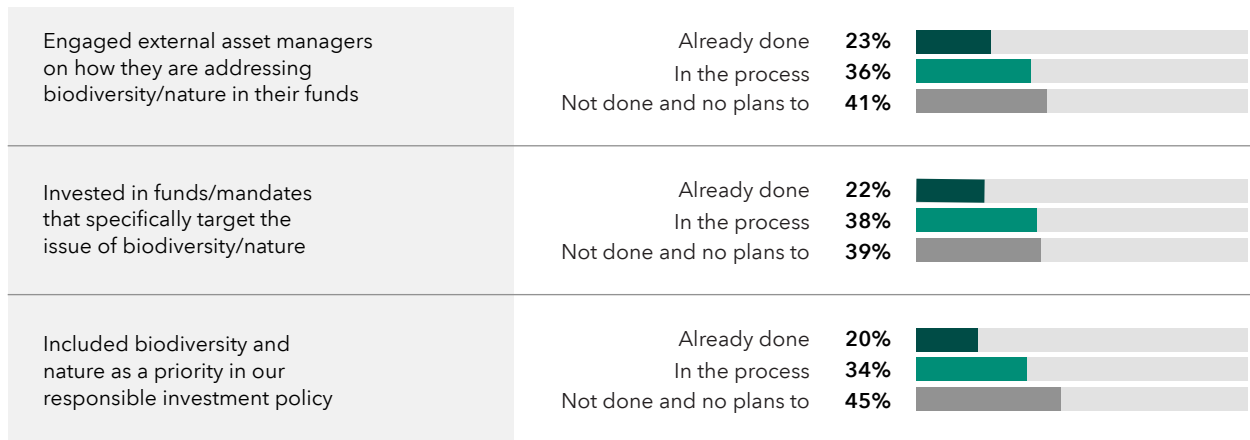 Engaged external asset managers
on how they are addressing
biodiversity/nature in their funds
Already done 23%
In the process 36%
Not done and no plans to 41%
Invested in funds/mandates
that specifically target the
issue of biodiversity/nature
Already done 22%
In the process 38%
Not done and no plans to 39%
Included biodiversity and
nature as a priority in our
responsible investment policy
Already done 20%
In the process 34%
Not done and no plans to 45%